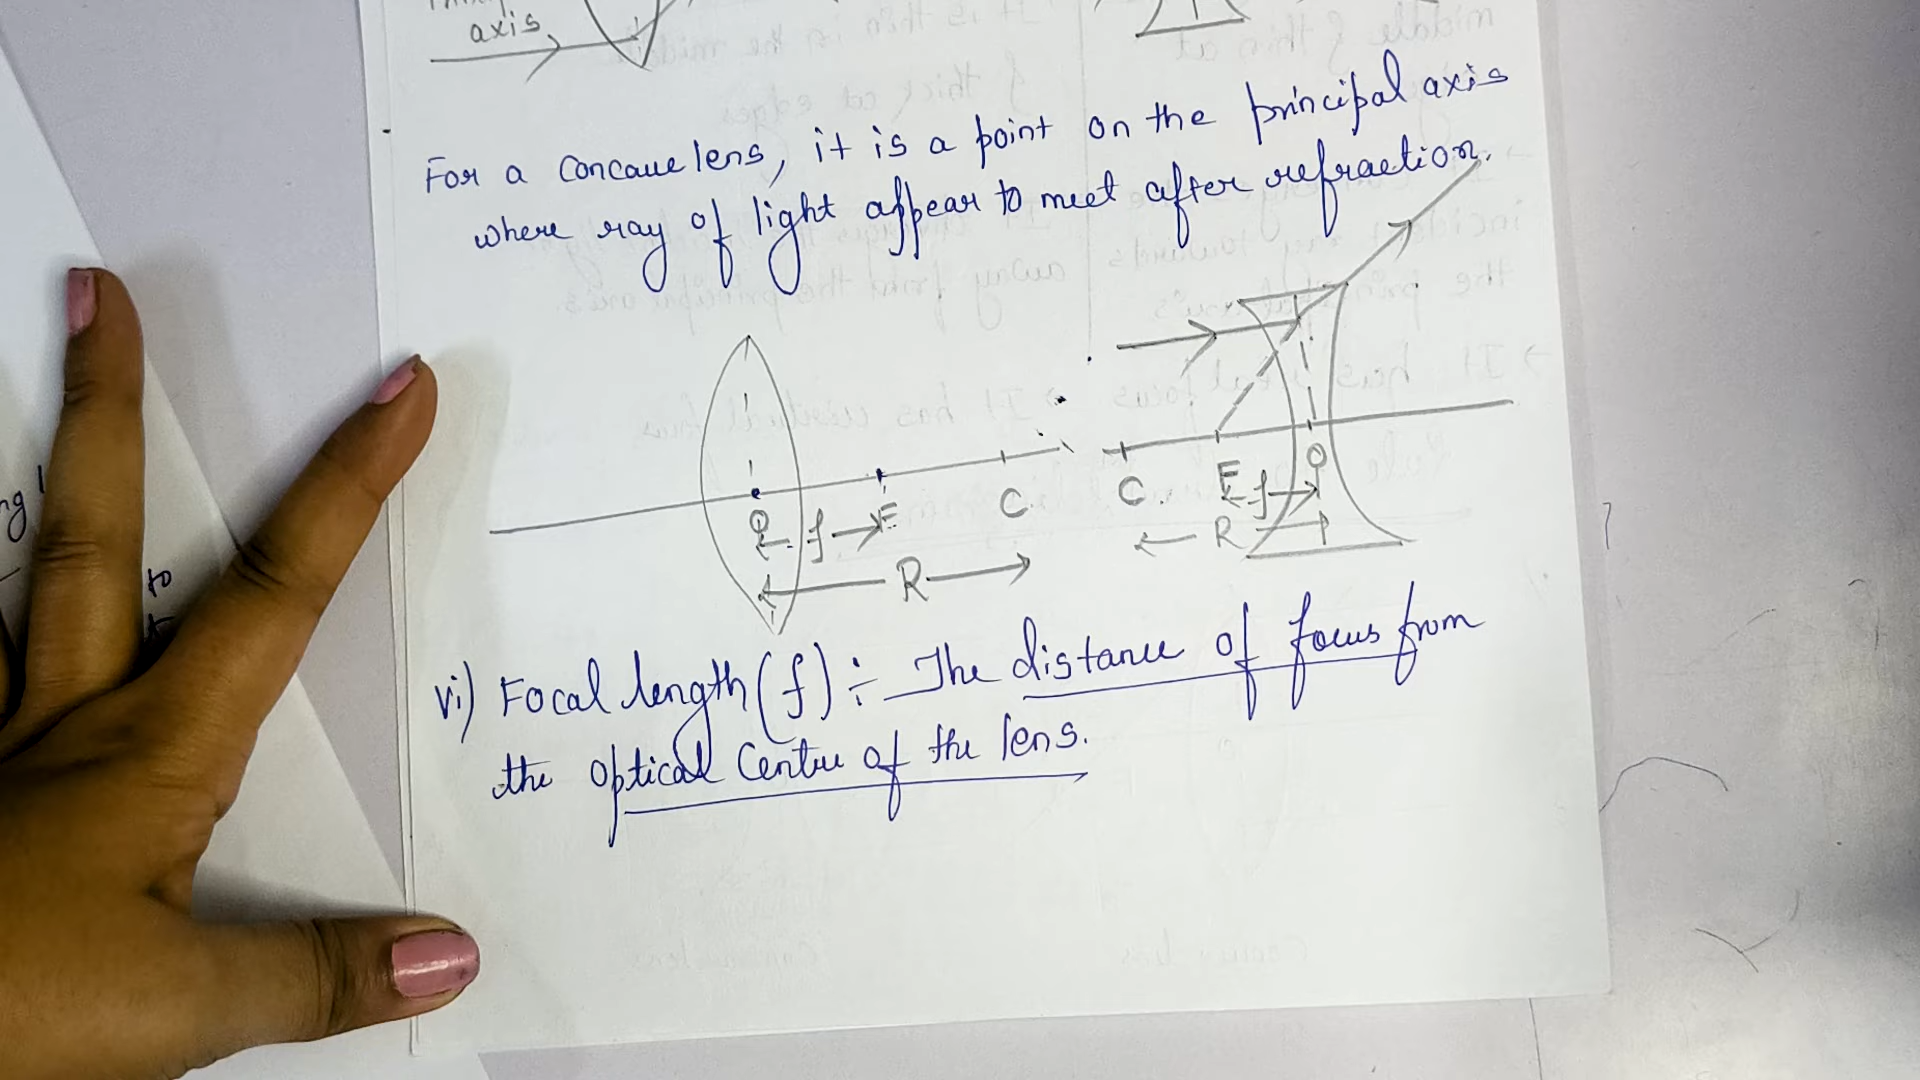 axis
For a concave lens, it is a point on the principal axis
where ray of light appear to meet after refraction.
O f F C
R
C F f O
R
vi) Focal length (f) :- The distance of focus from
the optical centre of the lens.
to